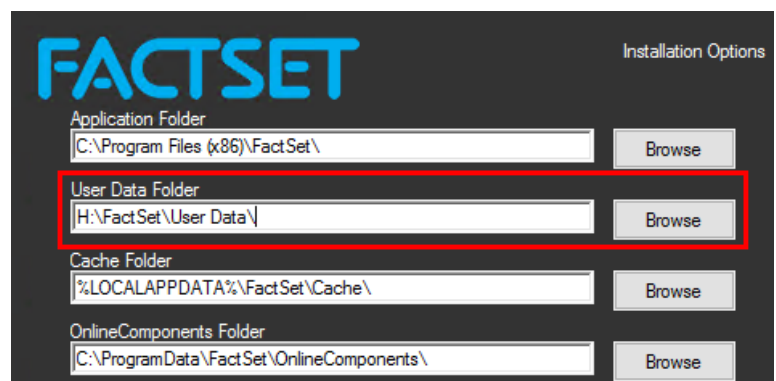 FACTSET
Installation Options
Application Folder
C:\Program Files (x86)\FactSet\
Browse
User Data Folder
H:\FactSet\User Data\
Browse
Cache Folder
%LOCALAPPDATA%\FactSet\Cache\
Browse
OnlineComponents Folder
C:\ProgramData\FactSet\OnlineComponents\
Browse